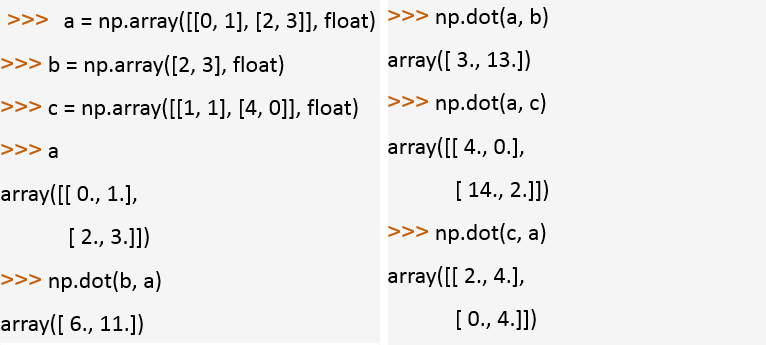 >>> a = np.array([[0, 1], [2, 3]], float)
>>> b = np.array([2, 3], float)
>>> c = np.array([[1, 1], [4, 0]], float)
>>> a
array([[ 0., 1.],
[ 2., 3.]])
>>> np.dot(b, a)
array([ 6., 11.])
>>> np.dot(a, b)
array([ 3., 13.])
>>> np.dot(a, c)
array([[ 4., 0.],
[ 14., 2.]])
>>> np.dot(c, a)
array([[ 2., 4.],
[ 0., 4.]])